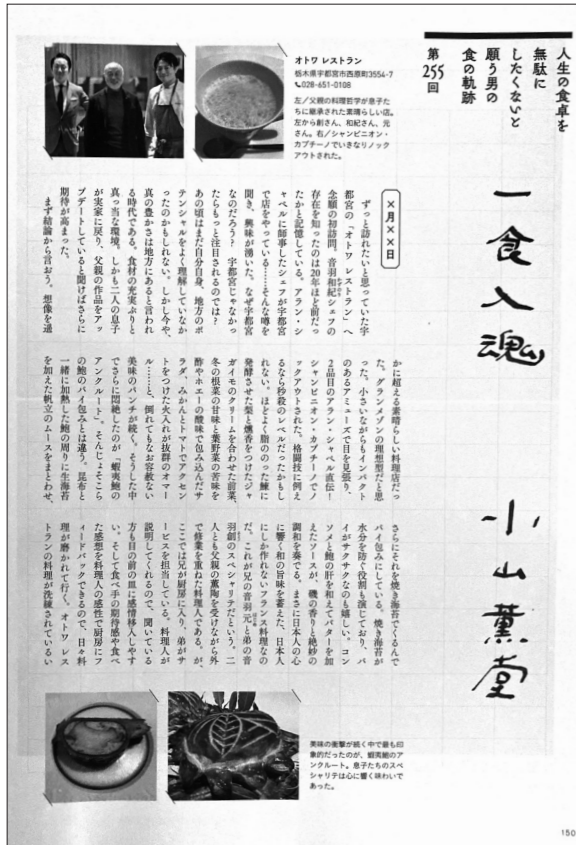 人生の食卓を
無駄に
したくないと
願う男の
食の軌跡
第255回
一食入魂
小山薫堂
オトワ レストラン
栃木県宇都宮市西原町3554-7
028-651-0108
左／父親の料理哲学が息子た
ちに継承された素晴らしい店。
左から創さん、和紀さん、元
さん。右／シャンピニオン・
カプチーノでいきなりノック
アウトされた。
×月××日
ずっと訪れたいと思っていた宇
都宮の「オトワ レストラン」へ
念願の初訪問。音羽和紀シェフの
存在を知ったのは20年ほど前だっ
たかと記憶している。アラン・シ
ャペルに師事したシェフが宇都宮
で店をやっている……そんな噂を
聞き、興味が湧いた。なぜ宇都宮
なのだろう？ 宇都宮じゃなかっ
たらもっと注目されるのでは？
あの頃はまだ自分自身、地方のポ
テンシャルをよく理解していなか
ったのかもしれない。しかし今や、
真の豊かさは地方にあると言われ
る時代である。食材の充実ぶりと
真っ当な環境。しかも二人の息子
が実家に戻り、父親の作品をアッ
プデートしていると聞けばさらに
期待が高まった。
まず結論から言おう。想像を遥
かに超える素晴らしい料理店だっ
た。グランメゾンの理想型だと思
った。小さいながらもインパクト
のあるアミューズで目を見張り、
2品目のアラン・シャペル直伝！
シャンピニオン・カプチーノでノ
ックアウトされた。格闘技に例え
るなら秒殺のレベルだったかもし
れない。ほどよく脂ののった鰊に
発酵させた梨と燻香をつけたジャ
ガイモのクリームを合わせた前菜、
冬の根菜の甘味と葉野菜の苦味を
酢やホエーの酸味で包み込んだサ
ラダ、みかんとトマトでアクセン
トをつけた火入れが抜群のオマー
ル……と、倒れてもなお容赦ない
美味のパンチが続く。そうした中
でさらに悶絶したのが「蝦夷鮑の
アンクルート」。そんじょそこら
の鮑のパイ包みとは違う。昆布と
一緒に加熱した鮑の周りに生海苔
を加えた帆立のムースをまとわせ、
さらにそれを焼き海苔でくるんで
パイ包みにしている。焼き海苔が
水分を防ぐ役割も演じており、パ
イがサクサクなのも嬉しい。コン
ソメと鮑の肝を和えてバターを加
えたソースが、磯の香りと絶妙の
調和を奏でる。まさに日本人の心
に響く和の旨味を蓄えた、日本人
にしか作れないフランス料理なの
だ。これが兄の音羽元と弟の音
羽創のスペシャリテだという。二
人とも父親の薫陶を受けながら外
で修業を重ねた料理人である。が、
ここでは兄が厨房に入り、弟がサ
ービスを担当している。料理人が
説明してくれるので、聞いている
方も目の前の皿に感情移入しやす
い。そして食べ手の期待感や食べ
た感想を料理人の感性で厨房にフ
ィードバックできるので、日々料
理が磨かれて行く。オトワ レス
トランの料理が洗練されているい
美味の衝撃が続く中で最も印
象的だったのが、蝦夷鮑のア
ンクルート。息子たちのスペ
シャリテは心に響く味わいで
あった。
150